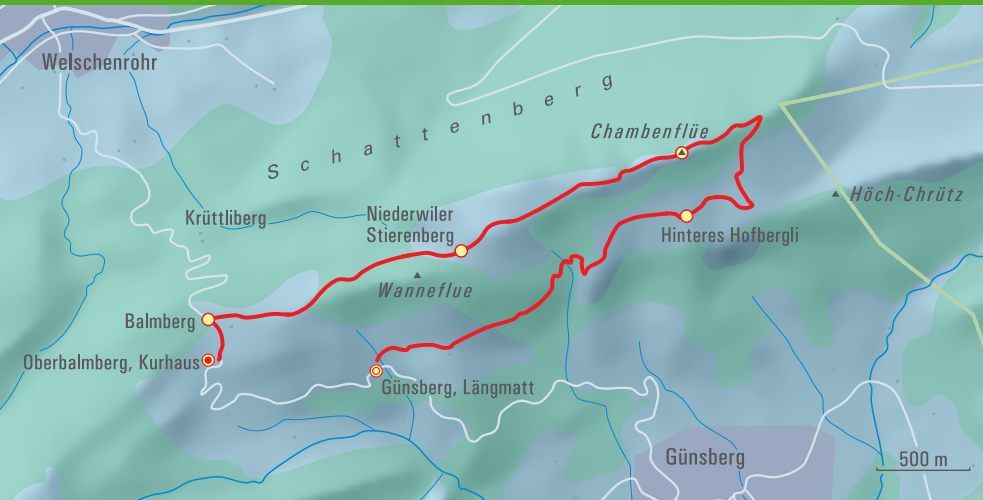 Welschenrohr
Schattenberg
Chambenflüe
Höch-Chrütz
Krüttliberg
Niederwiler
Stierenberg
Hinteres Hofbergli
Wanneflue
Balmberg
Oberbalmberg, Kurhaus
Günsberg, Längmatt
Günsberg
500 m